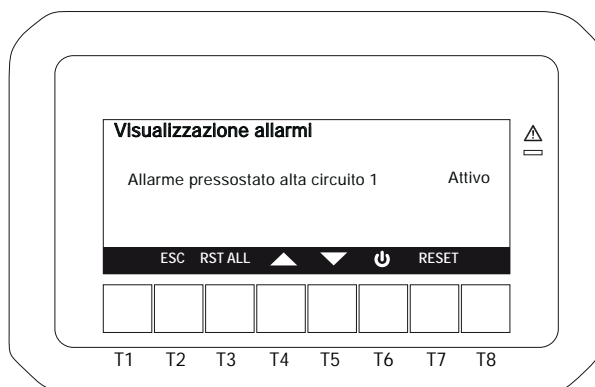 Visualizzazione allarmi
Allarme pressostato alta circuito 1 Attivo
ESC RST ALL RESET
T1 T2 T3 T4 T5 T6 T7 T8